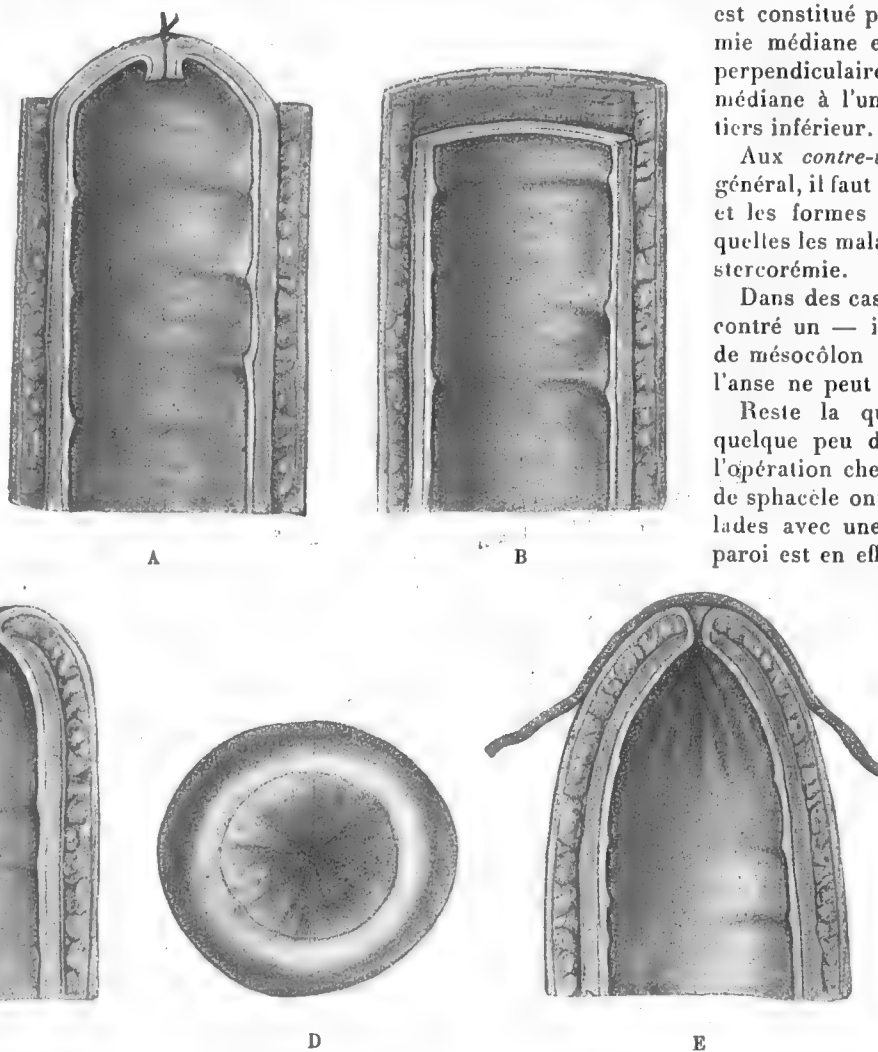 est constitué p
mie médiane e
perpendiculaire
médiane à l'un
tiers inférieur.
Aux contre-u
général, il faut
et les formes
quelles les mala
stercorémie.
Dans des cas
contré un — i
de mésocôlon
l'anse ne peut
Reste la qu
quelque peu d
l'opération che
de sphacèle on
lades avec une
paroi est en eff
A
B
D
E